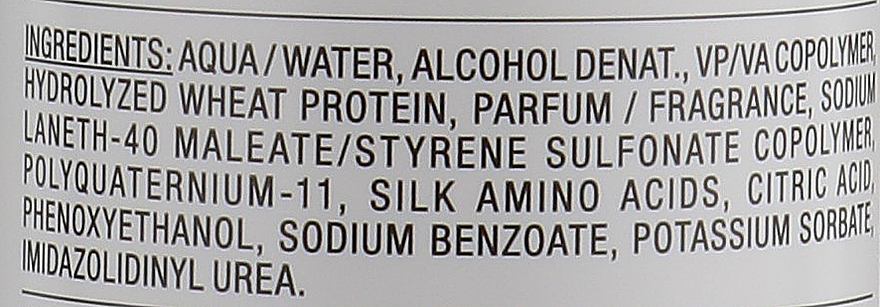 INGREDIENTS: AQUA/WATER, ALCOHOL DENAT., VP/VA COPOLYMER,
HYDROLYZED WHEAT PROTEIN, PARFUM / FRAGRANCE, SODIUM
LANETH-40 MALEATE/STYRENE SULFONATE COPOLYMER,
POLYQUATERNIUM-11, SILK AMINO ACIDS, CITRIC ACID,
PHENOXYETHANOL, SODIUM BENZOATE, POTASSIUM SORBATE,
IMIDAZOLIDINYL UREA.